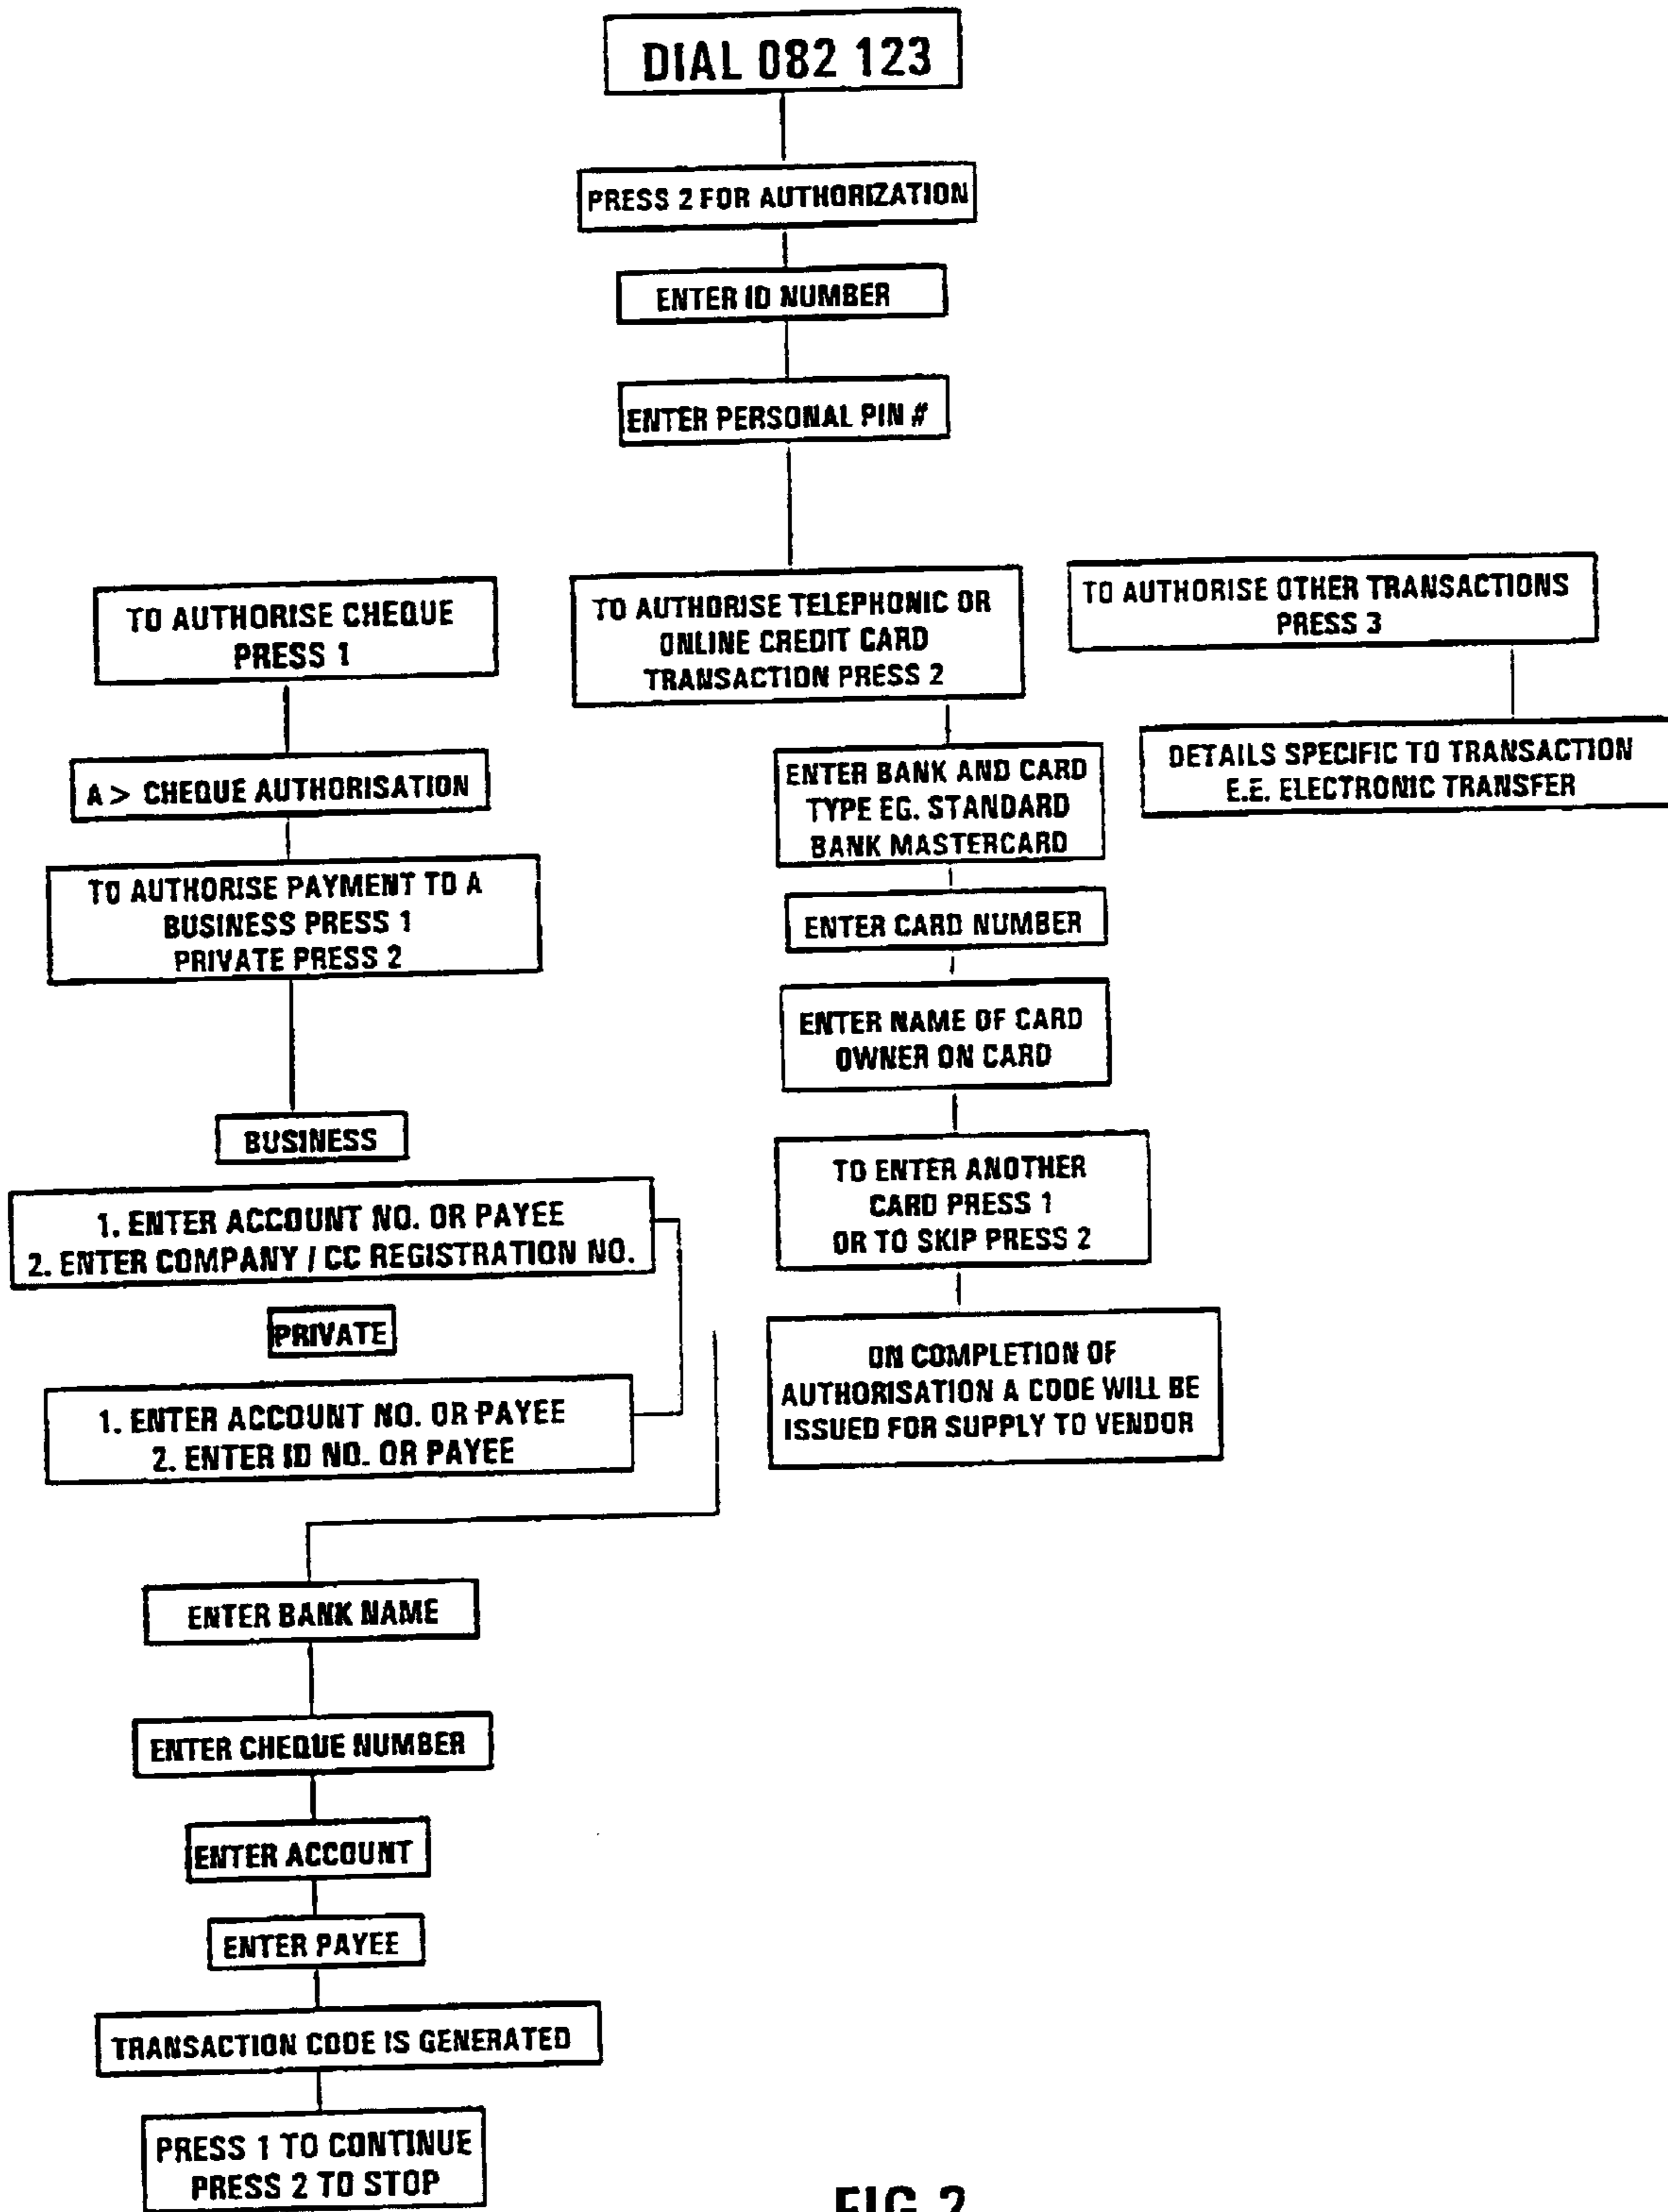 DIAL 082 123
PRESS 2 FOR AUTHORIZATION
ENTER ID NUMBER
ENTER PERSONAL PIN #
TO AUTHORISE CHEQUE
PRESS 1
A > CHEQUE AUTHORISATION
TO AUTHORISE PAYMENT TO A
BUSINESS PRESS 1
PRIVATE PRESS 2
BUSINESS
1. ENTER ACCOUNT NO. OR PAYEE
2. ENTER COMPANY / CC REGISTRATION NO.
PRIVATE
1. ENTER ACCOUNT NO. OR PAYEE
2. ENTER ID NO. OR PAYEE
ENTER BANK NAME
ENTER CHEQUE NUMBER
ENTER ACCOUNT
ENTER PAYEE
TRANSACTION CODE IS GENERATED
PRESS 1 TO CONTINUE
PRESS 2 TO STOP
TO AUTHORISE TELEPHONIC OR
ONLINE CREDIT CARD
TRANSACTION PRESS 2
ENTER BANK AND CARD
TYPE EG. STANDARD
BANK MASTERCARD
ENTER CARD NUMBER
ENTER NAME OF CARD
OWNER ON CARD
TO ENTER ANOTHER
CARD PRESS 1
OR TO SKIP PRESS 2
ON COMPLETION OF
AUTHORISATION A CODE WILL BE
ISSUED FOR SUPPLY TO VENDOR
TO AUTHORISE OTHER TRANSACTIONS
PRESS 3
DETAILS SPECIFIC TO TRANSACTION
E.E. ELECTRONIC TRANSFER
FIG 2